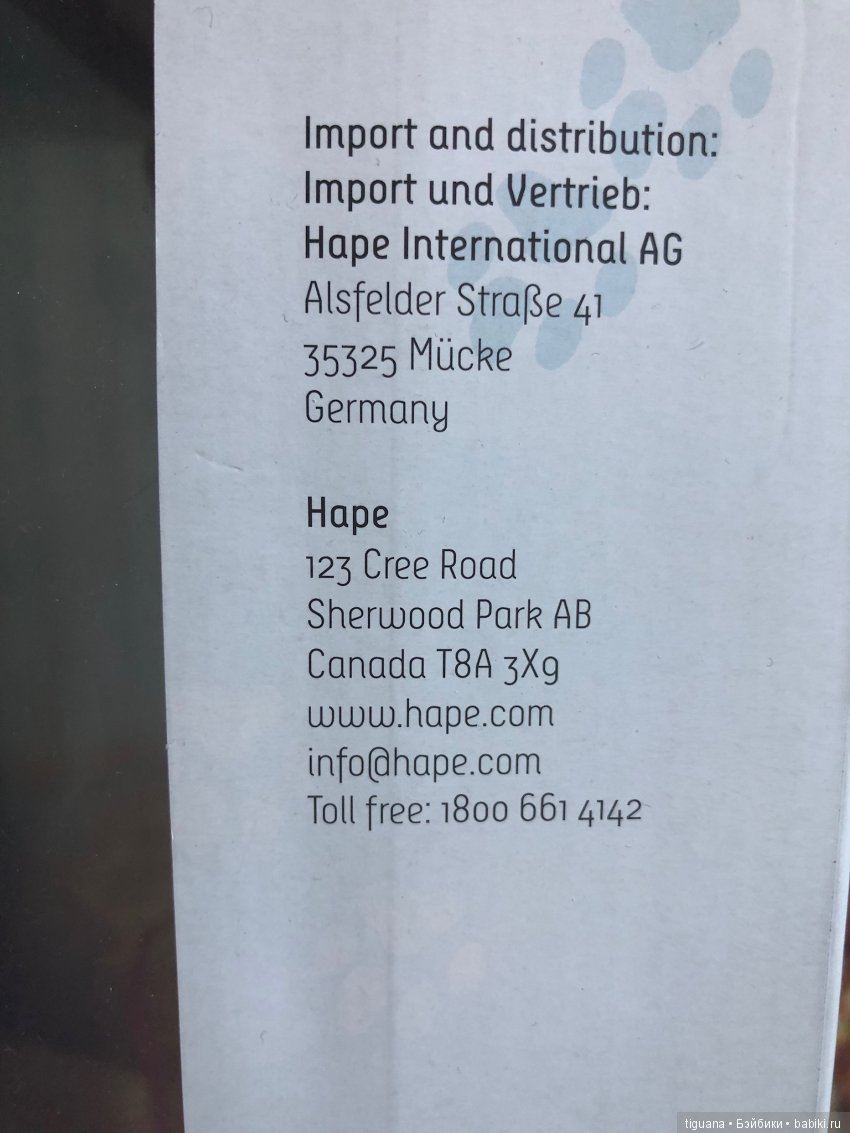 Import and distribution:
Import und Vertrieb:
Hape International AG
Alsfelder Straße 41
35325 Mücke
Germany
Hape
123 Cree Road
Sherwood Park AB
Canada T8A 3X9
www.hape.com
info@hape.com
Toll free: 1800 661 4142
tiguana • Бэйбики • babiki.ru